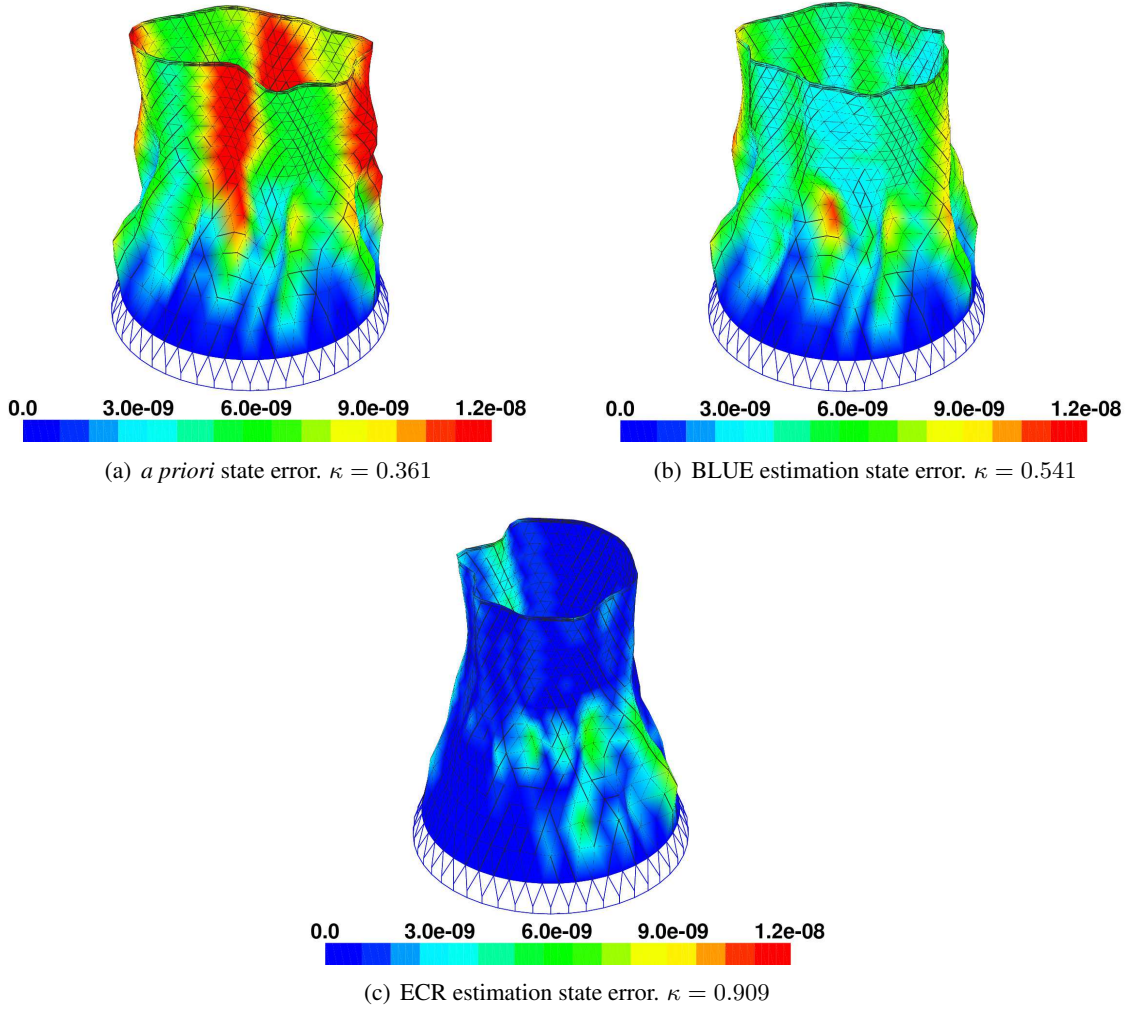 0.0 3.0e-09 6.0e-09 9.0e-09 1.2e-08
(a) a priori state error. κ = 0.361
0.0 3.0e-09 6.0e-09 9.0e-09 1.2e-08
(b) BLUE estimation state error. κ = 0.541
0.0 3.0e-09 6.0e-09 9.0e-09 1.2e-08
(c) ECR estimation state error. κ = 0.909